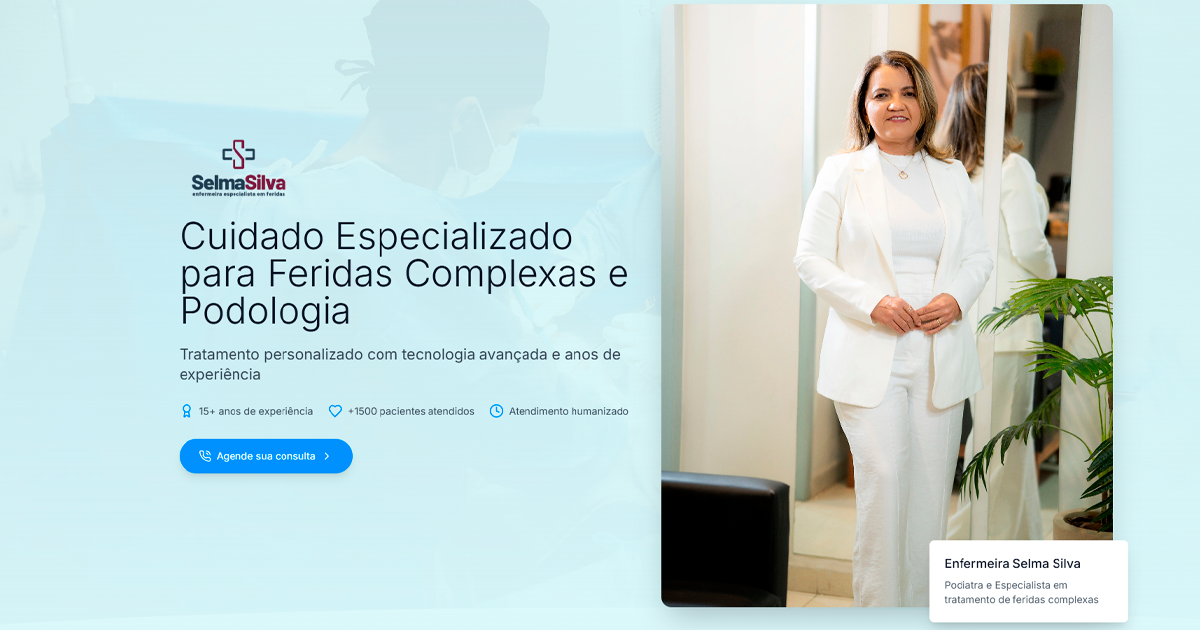 SelmaSilva
enfermeira especialista em feridas
Cuidado Especializado
para Feridas Complexas e
Podologia
Tratamento personalizado com tecnologia avançada e anos de
experiência
15+ anos de experiência
+1500 pacientes atendidos
Atendimento humanizado
Agende sua consulta
Enfermeira Selma Silva
Podiatra e Especialista em
tratamento de feridas complexas